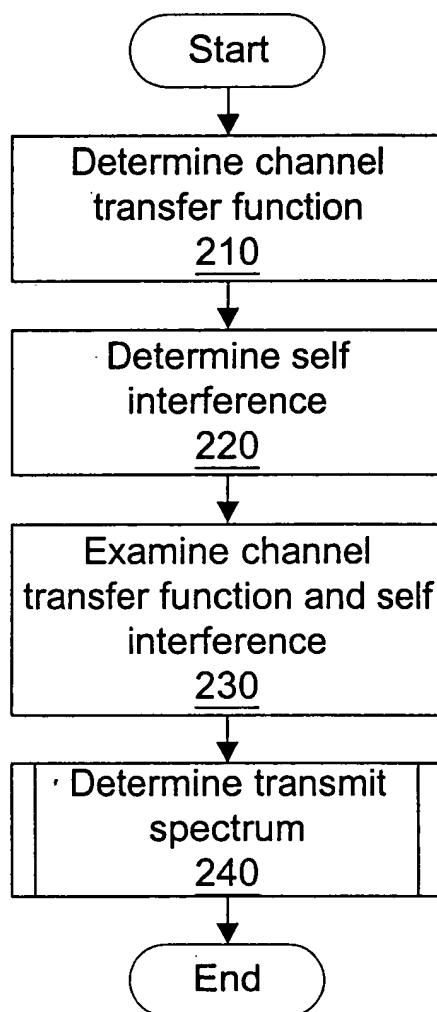 Start
Determine channel
transfer function
210
Determine self
interference
220
Examine channel
transfer function and self
interference
230
Determine transmit
spectrum
240
End